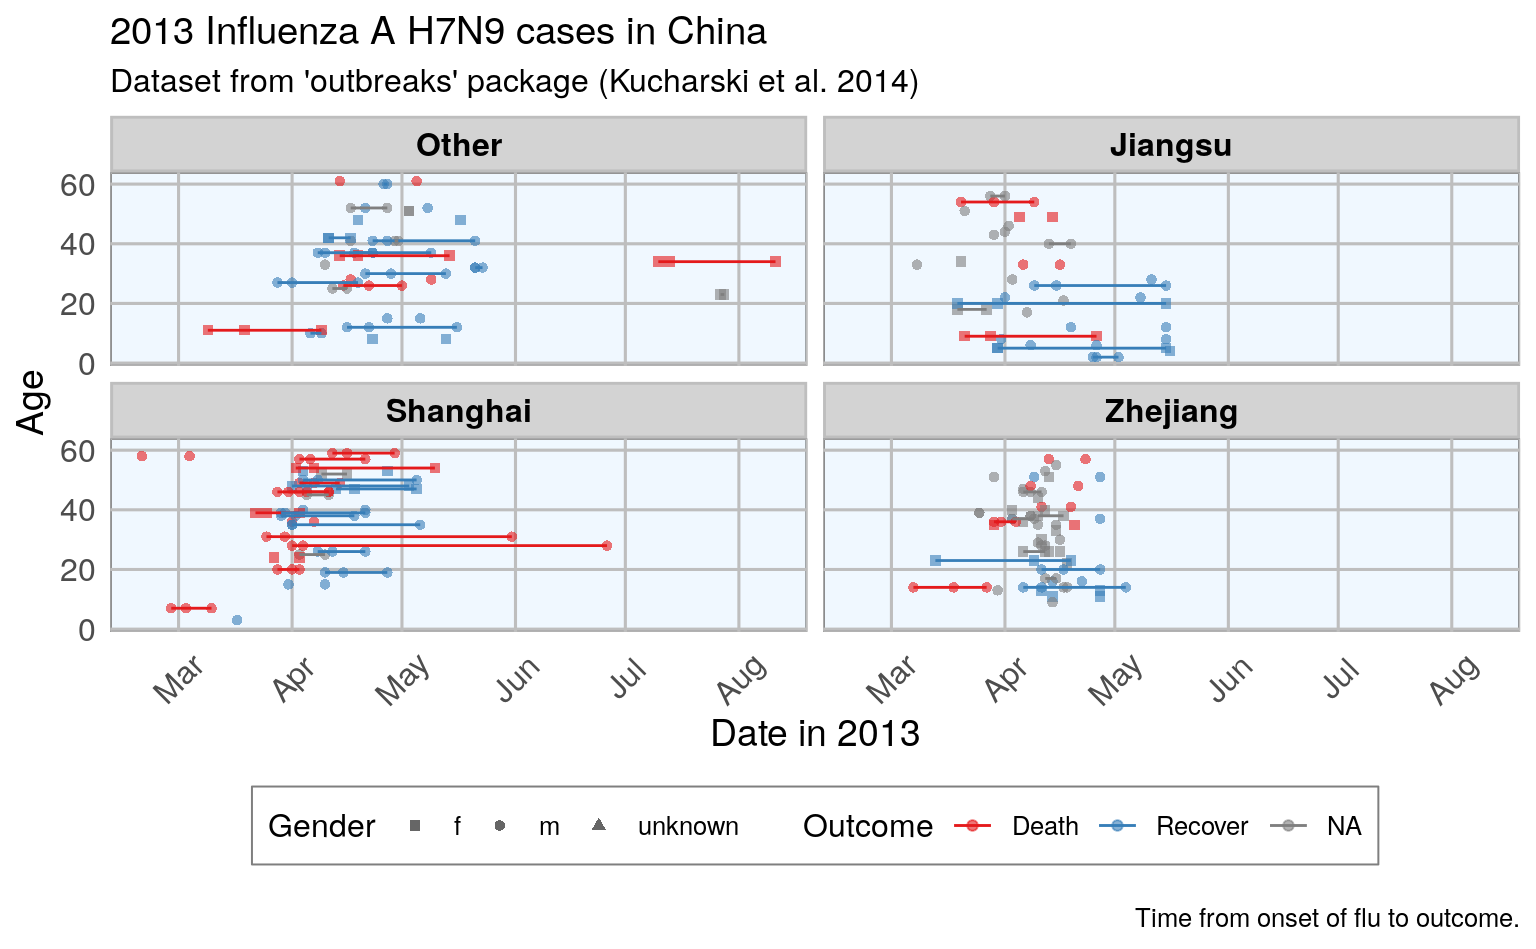 2013 Influenza A H7N9 cases in China
Dataset from 'outbreaks' package (Kucharski et al. 2014)
Other
Jiangsu
60
40
20
0
Shanghai
Zhejiang
60
40
20
0
Age
Mar Apr May Jun Jul Aug
Mar Apr May Jun Jul Aug
Date in 2013
Gender f m unknown Outcome Death Recover NA
Time from onset of flu to outcome.